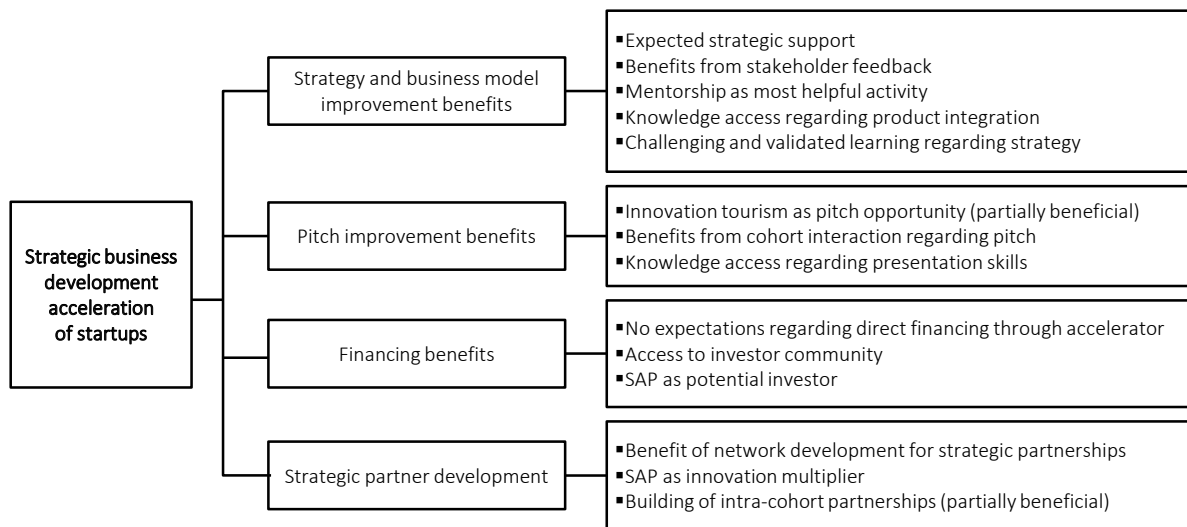 Strategic business
development
acceleration
of startups
Strategy and business model
improvement benefits
▪Expected strategic support
▪Benefits from stakeholder feedback
▪Mentorship as most helpful activity
▪Knowledge access regarding product integration
▪Challenging and validated learning regarding strategy
Pitch improvement benefits
▪Innovation tourism as pitch opportunity (partially beneficial)
▪Benefits from cohort interaction regarding pitch
▪Knowledge access regarding presentation skills
Financing benefits
▪No expectations regarding direct financing through accelerator
▪Access to investor community
▪SAP as potential investor
Strategic partner development
▪Benefit of network development for strategic partnerships
▪SAP as innovation multiplier
▪Building of intra-cohort partnerships (partially beneficial)